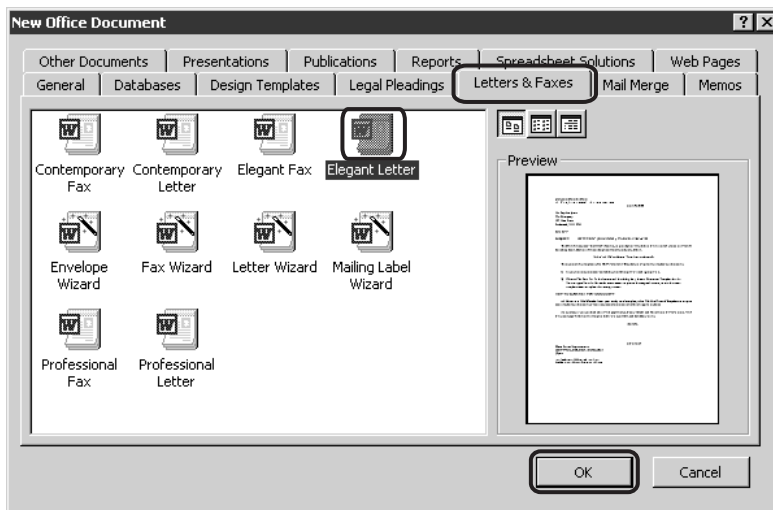 New Office Document
Other Documents Presentations Publications Reports Spreadsheet Solutions Web Pages
General Databases Design Templates Legal Pleadings Letters & Faxes Mail Merge Memos
Contemporary Fax
Contemporary Letter
Elegant Fax
Elegant Letter
Envelope Wizard
Fax Wizard
Letter Wizard
Mailing Label Wizard
Professional Fax
Professional Letter
Preview
OK Cancel